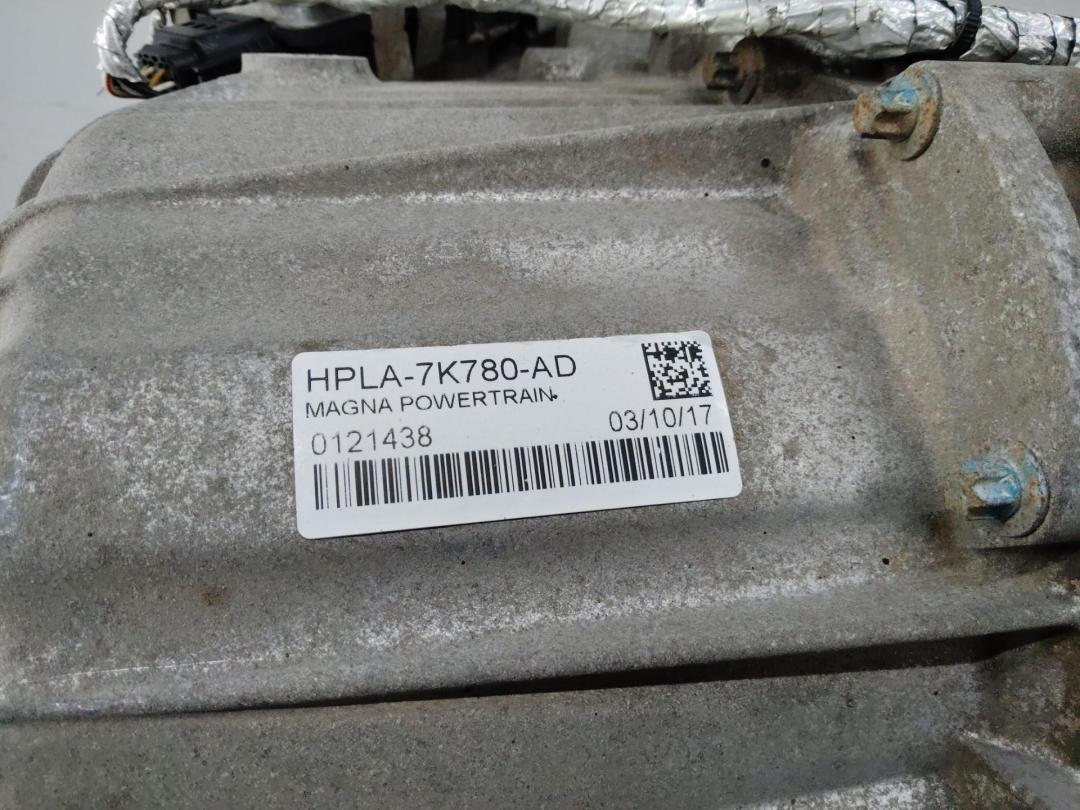 HPLA-7K780-AD
MAGNA POWERTRAIN
0121438
03/10/17